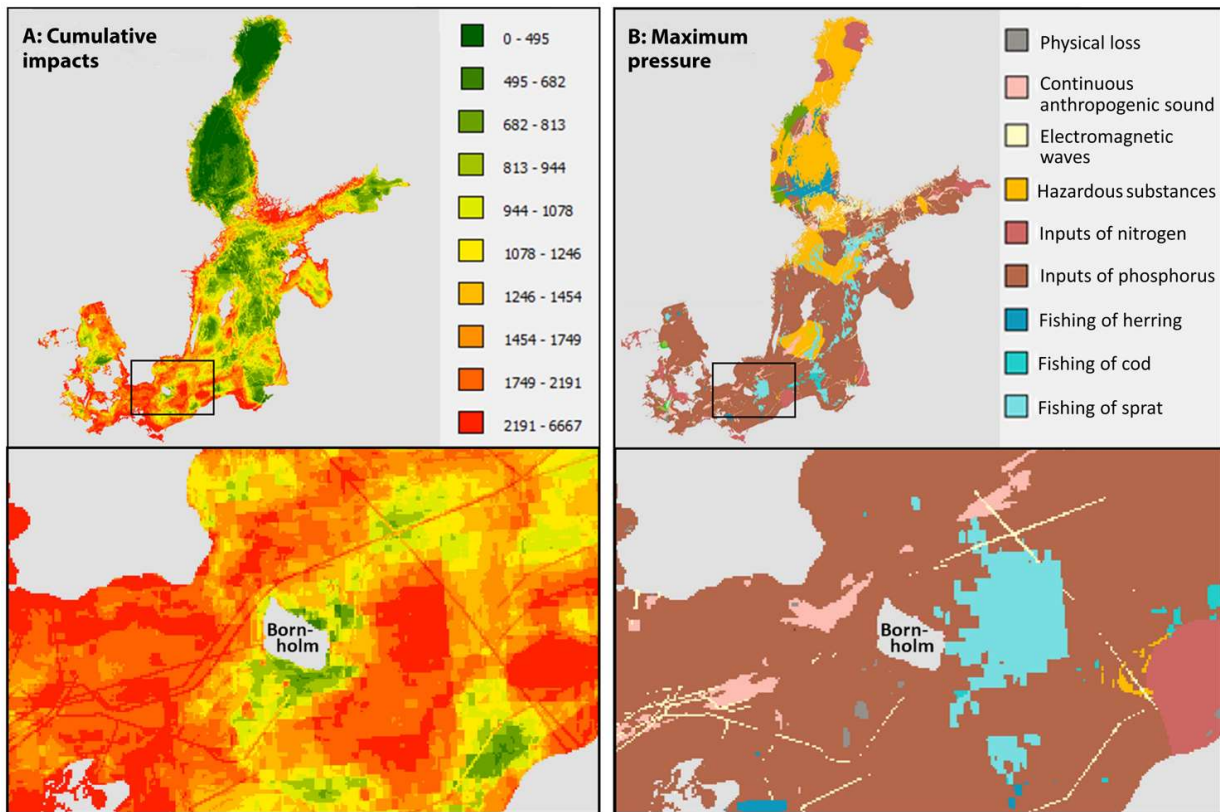 A: Cumulative
impacts
0 - 495
495 - 682
682 - 813
813 - 944
944 - 1078
1078 - 1246
1246 - 1454
1454 - 1749
1749 - 2191
2191 - 6667
Born-
holm
B: Maximum
pressure
Physical loss
Continuous
anthropogenic sound
Electromagnetic
waves
Hazardous substances
Inputs of nitrogen
Inputs of phosphorus
Fishing of herring
Fishing of cod
Fishing of sprat
Born-
holm